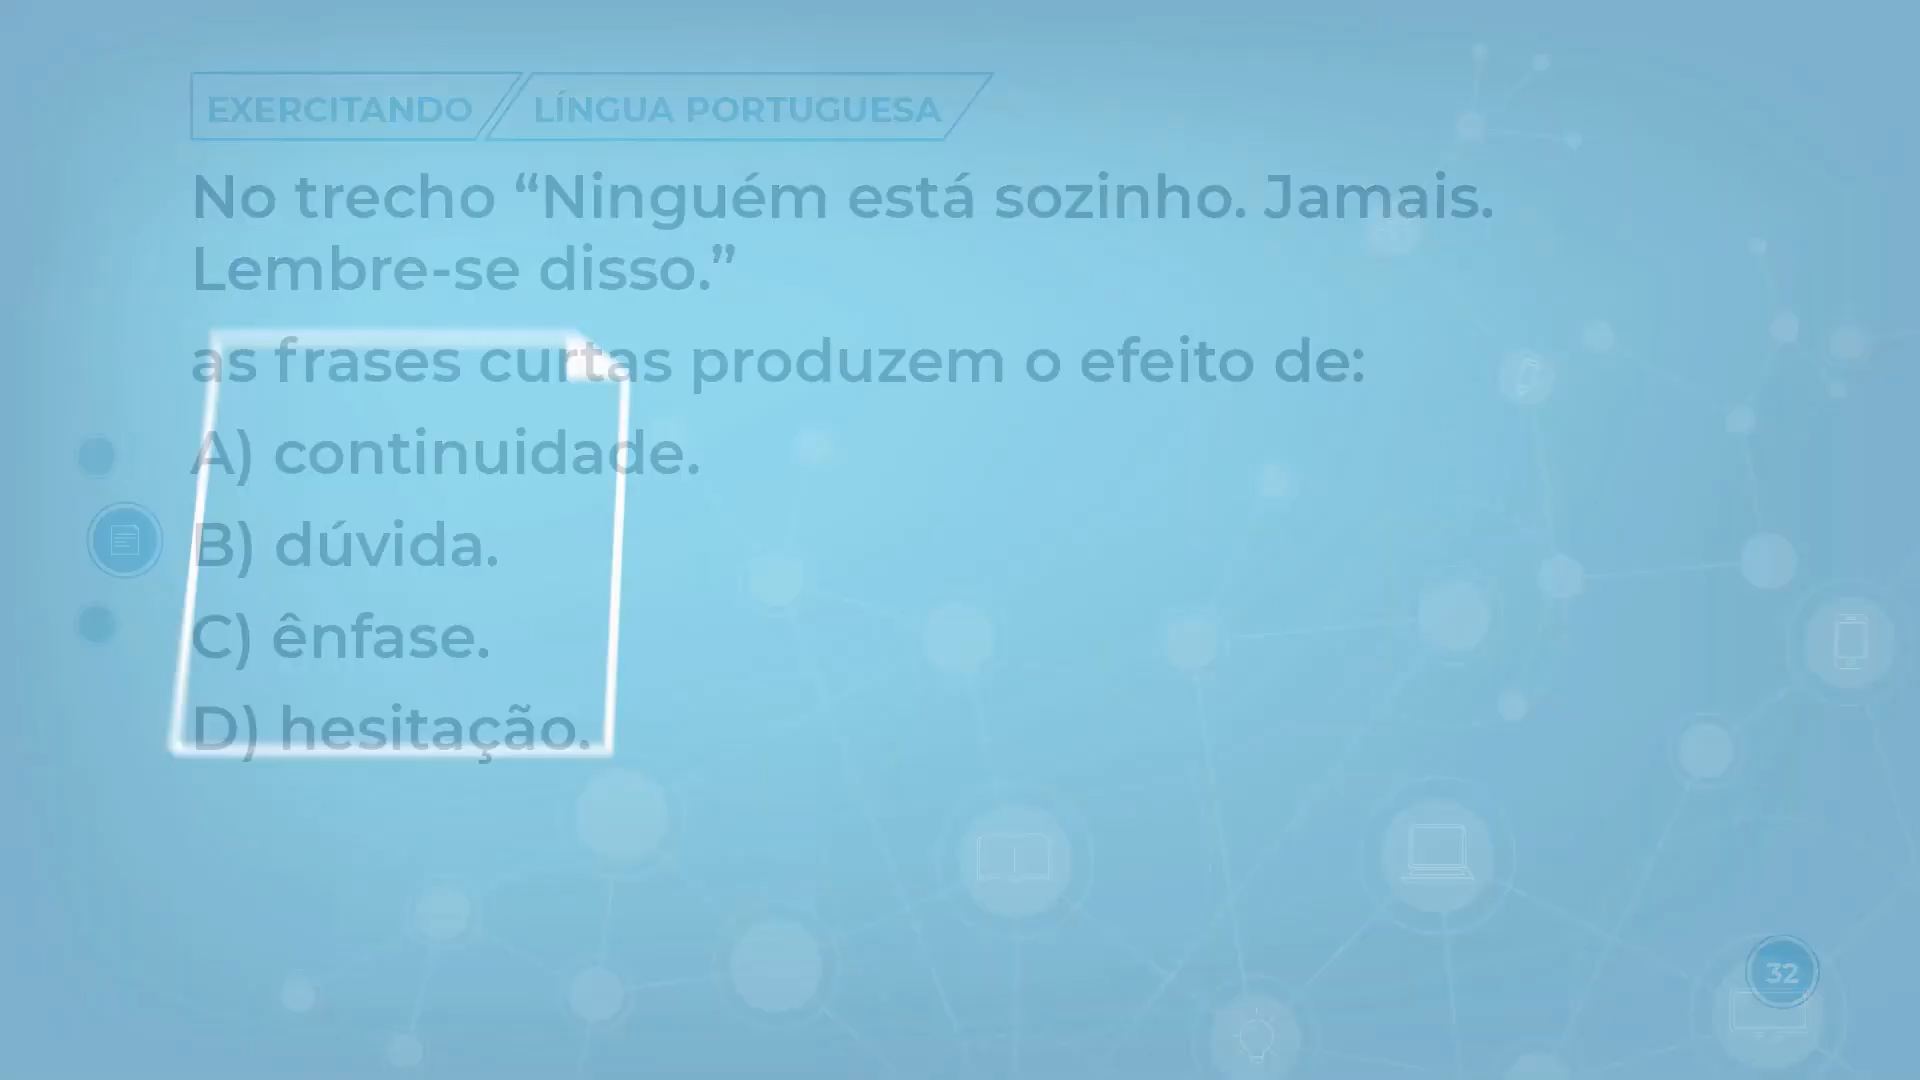 EXERCITANDO LÍNGUA PORTUGUESA
No trecho “Ninguém está sozinho. Jamais.
Lembre-se disso.”
as frases curtas produzem o efeito de:
A) continuidade.
B) dúvida.
C) ênfase.
D) hesitação.
32